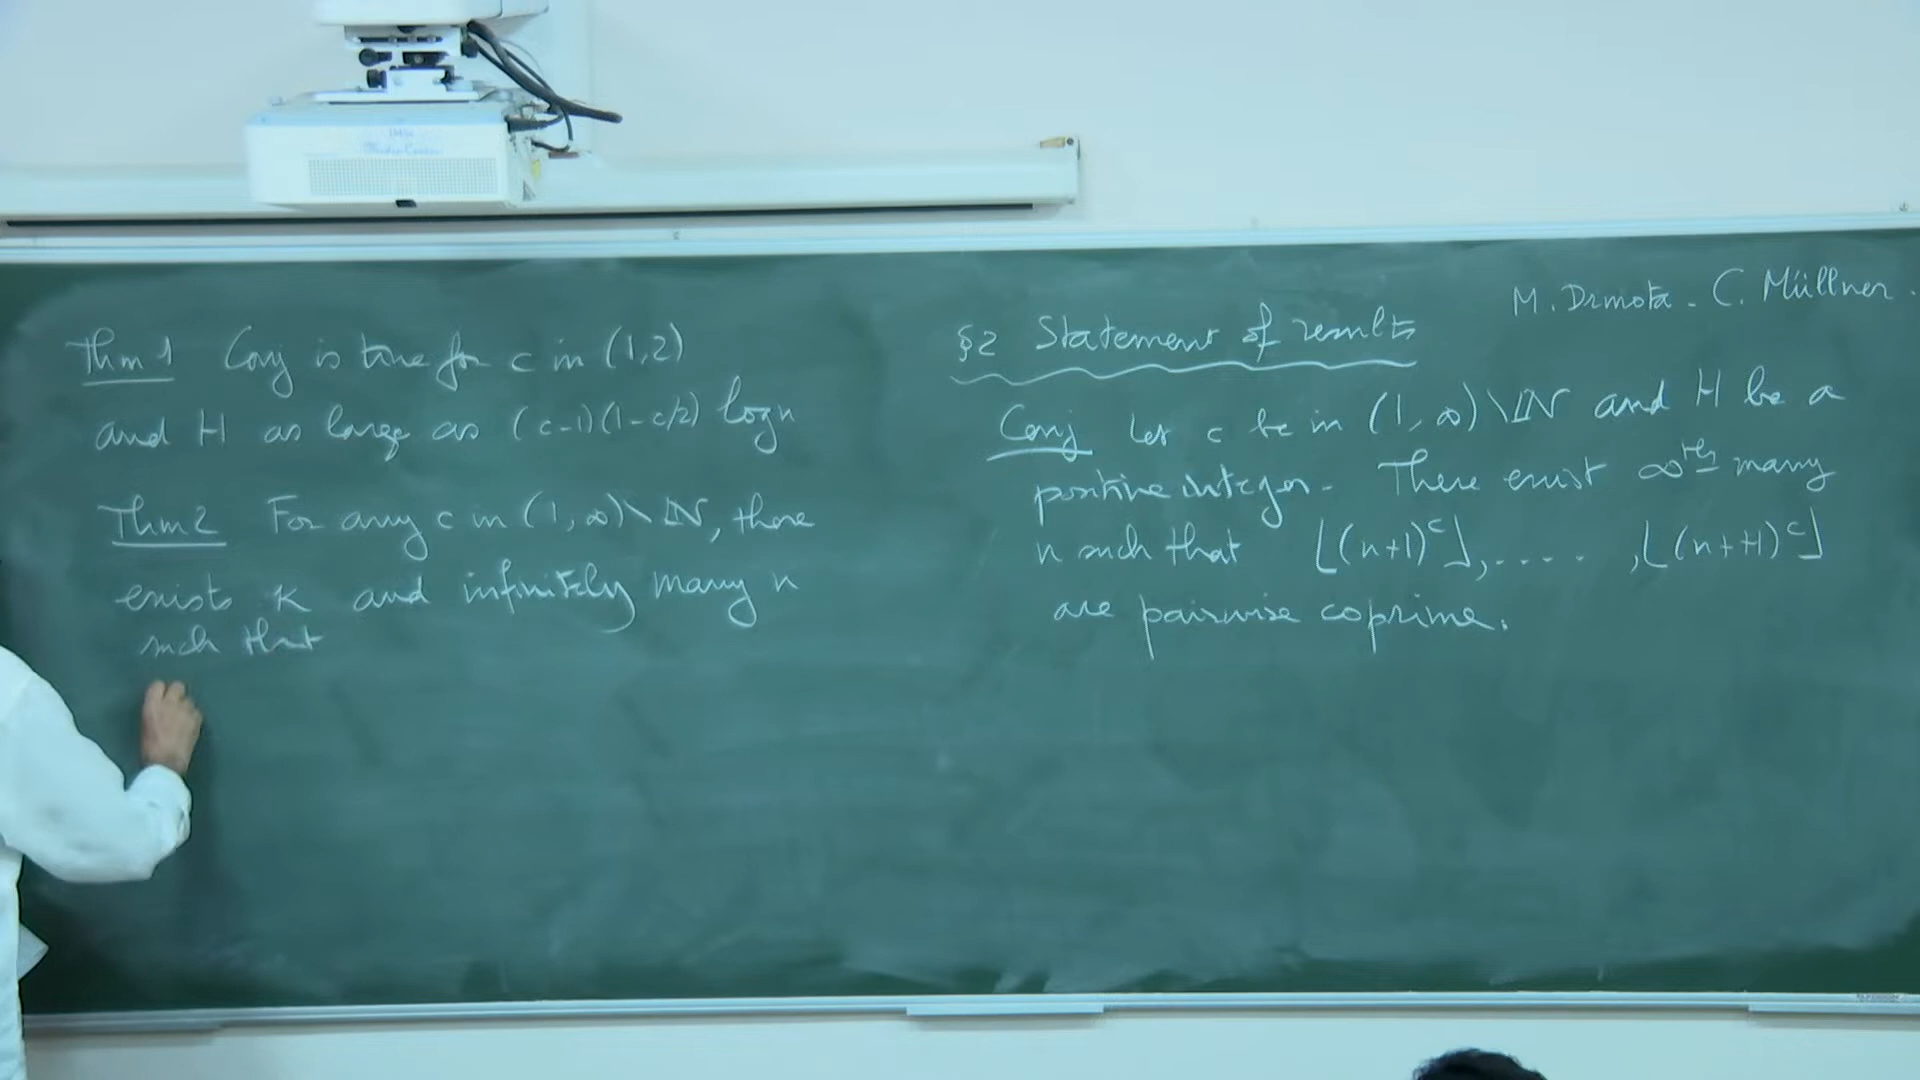 M. Drmota - C. Müllner.
§2 Statement of results
Conj Let c be in (1, ∞) \ ℕ and H be a
positive integer. There exist ∞ly many
n such that ⌊(n+1)^c⌋, ..... , ⌊(n+H)^c⌋
are pairwise coprime.
Thm 1 Conj is true for c in (1,2)
and H as large as (c-1)(1-c/2) log n
Thm 2 For any c in (1, ∞) \ ℕ, there
exists K and infinitely many n
such that